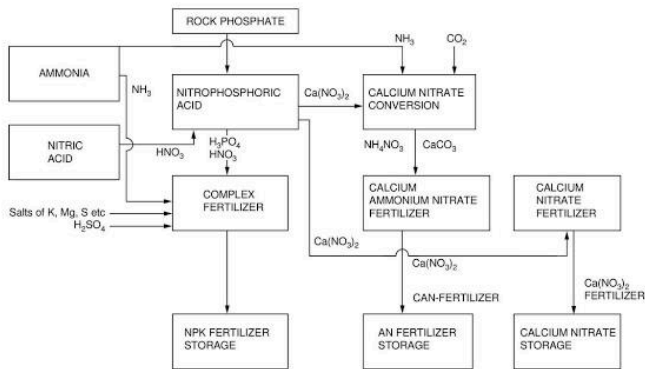 ROCK PHOSPHATE
NH₃
CO₂
AMMONIA
NH₃
NITROPHOSPHORIC
ACID
Ca(NO₃)₂
CALCIUM NITRATE
CONVERSION
NITRIC
ACID
HNO₃
H₃PO₄
HNO₃
NH₄NO₃
CaCO₃
COMPLEX
FERTILIZER
CALCIUM
AMMONIUM NITRATE
FERTILIZER
CALCIUM
NITRATE
FERTILIZER
Salts of K, Mg, S etc
H₂SO₄
Ca(NO₃)₂
Ca(NO₃)₂
CAN-FERTILIZER
Ca(NO₃)₂
FERTILIZER
NPK FERTILIZER
STORAGE
AN FERTILIZER
STORAGE
CALCIUM NITRATE
STORAGE